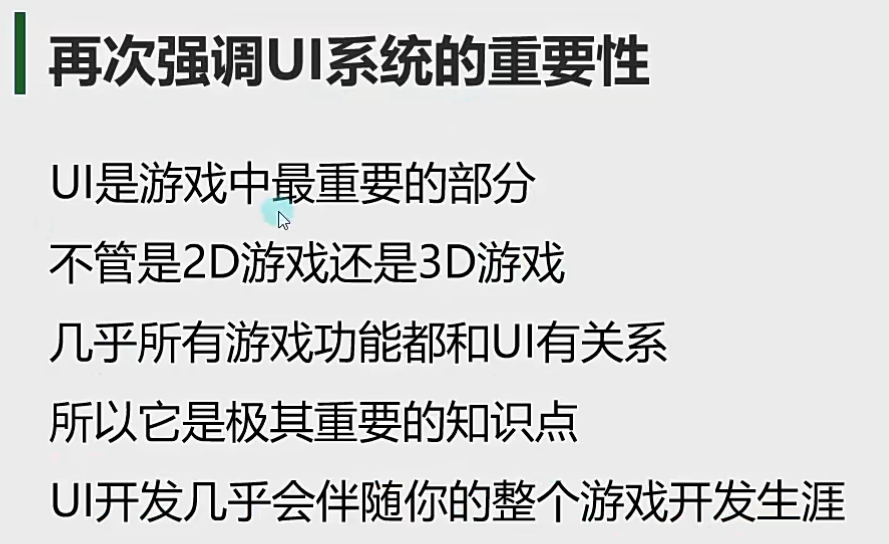 再次强调UI系统的重要性
UI是游戏中最重要的部分
不管是2D游戏还是3D游戏
几乎所有游戏功能都和UI有关系
所以它是极其重要的知识点
UI开发几乎会伴随你的整个游戏开发生涯